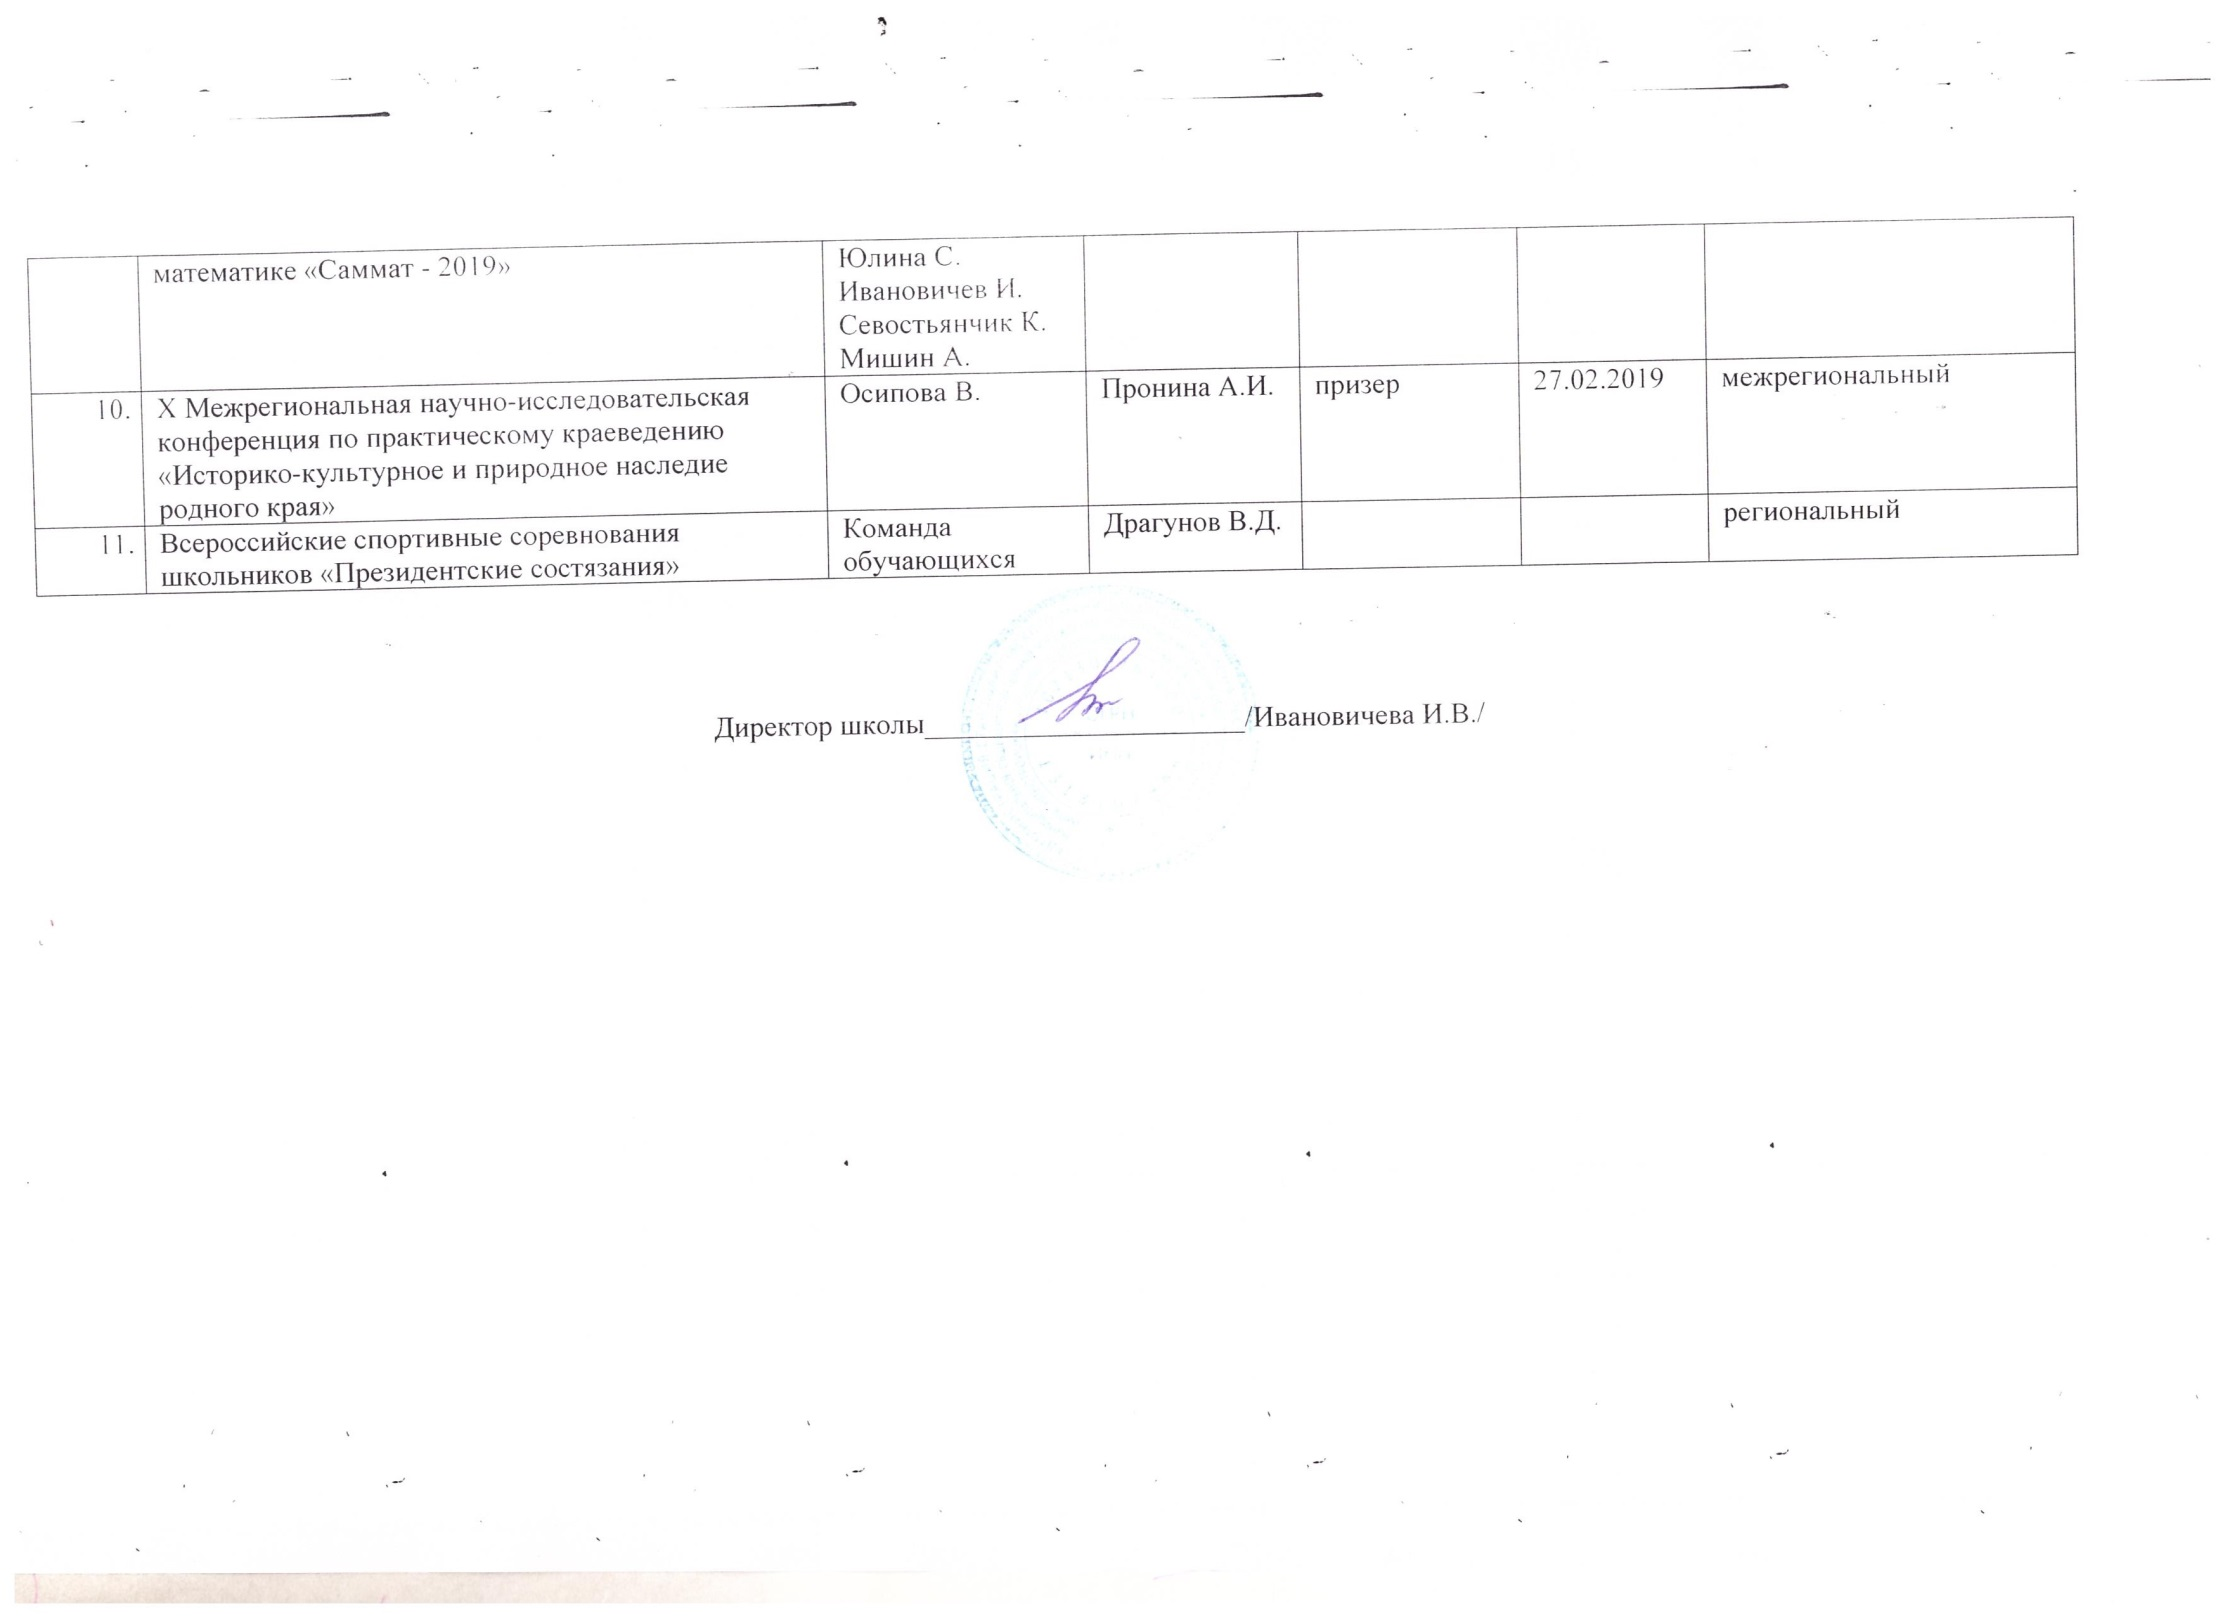 математике «Саммат - 2019»
Юлина С.
Ивановичев И.
Севостьянчик К.
Мишин А.
10. X Межрегиональная научно-исследовательская
конференция по практическому краеведению
«Историко-культурное и природное наследие
родного края»
Осипова В.
Пронина А.И.
призер
27.02.2019
межрегиональный
11. Всероссийские спортивные соревнования
школьников «Президентские состязания»
Команда
обучающихся
Драгунов В.Д.
региональный
Директор школы______________________/Ивановичева И.В./